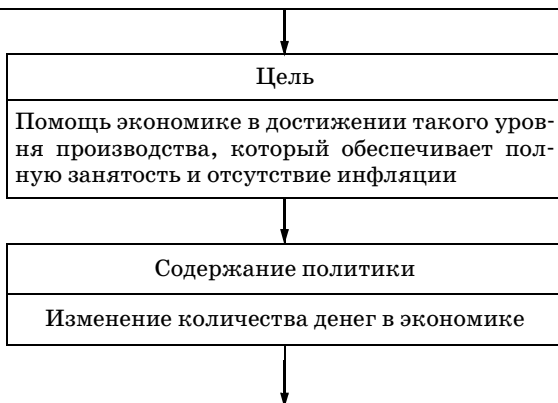 Цель
Помощь экономике в достижении такого уров-
ня производства, который обеспечивает пол-
ную занятость и отсутствие инфляции
Содержание политики
Изменение количества денег в экономике